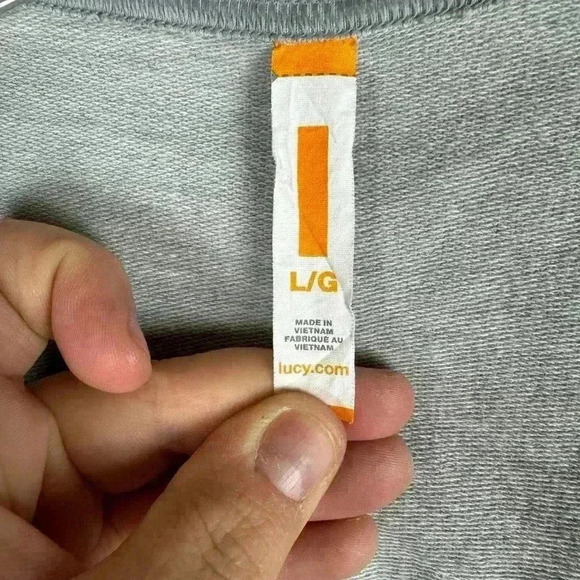 L/G
MADE IN
VIETNAM
FABRIQUÉ AU
VIETNAM
lucy.com